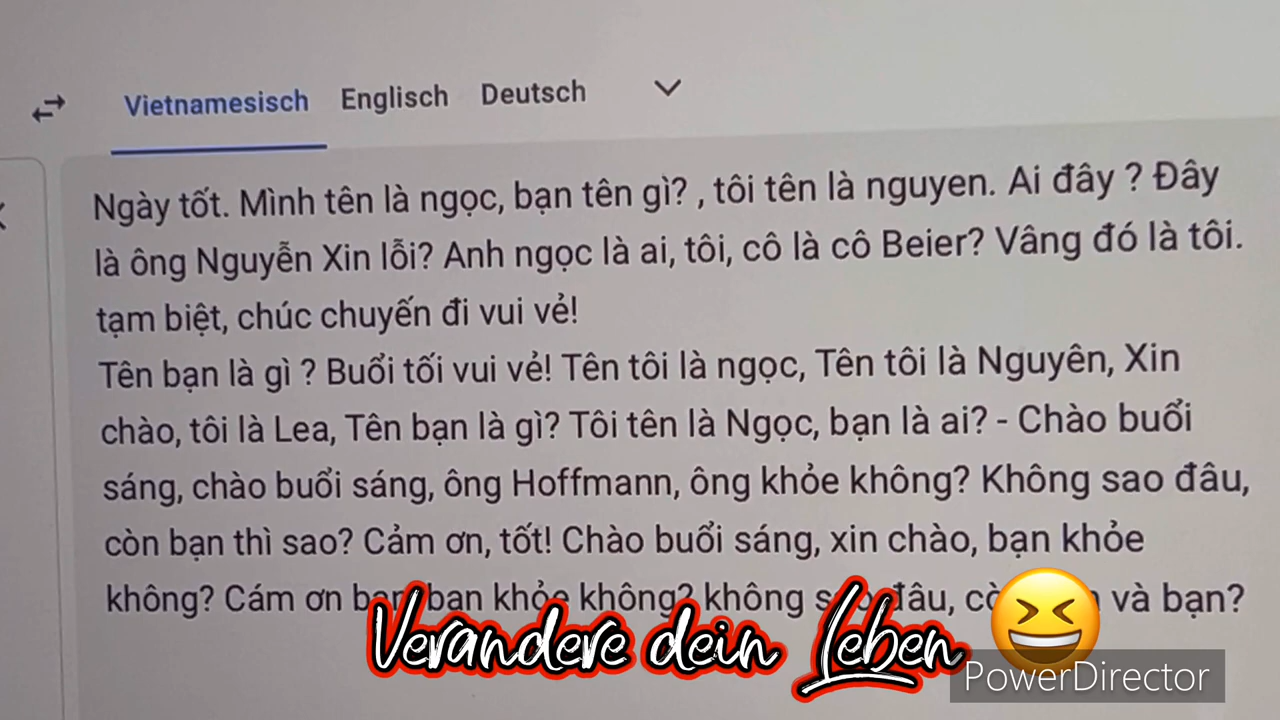 Vietnamesisch Englisch Deutsch
Ngày tốt. Mình tên là ngọc, bạn tên gì? , tôi tên là nguyen. Ai đây ? Đây
là ông Nguyễn Xin lỗi? Anh ngọc là ai, tôi, cô là cô Beier? Vâng đó là tôi.
tạm biệt, chúc chuyến đi vui vẻ!
Tên bạn là gì ? Buổi tối vui vẻ! Tên tôi là ngọc, Tên tôi là Nguyên, Xin
chào, tôi là Lea, Tên bạn là gì? Tôi tên là Ngọc, bạn là ai? - Chào buổi
sáng, chào buổi sáng, ông Hoffmann, ông khỏe không? Không sao đâu,
còn bạn thì sao? Cảm ơn, tốt! Chào buổi sáng, xin chào, bạn khỏe
không? Cám ơn bạn bạn khỏe không? không sao đâu, và bạn?
Verandere dein Leben
PowerDirector